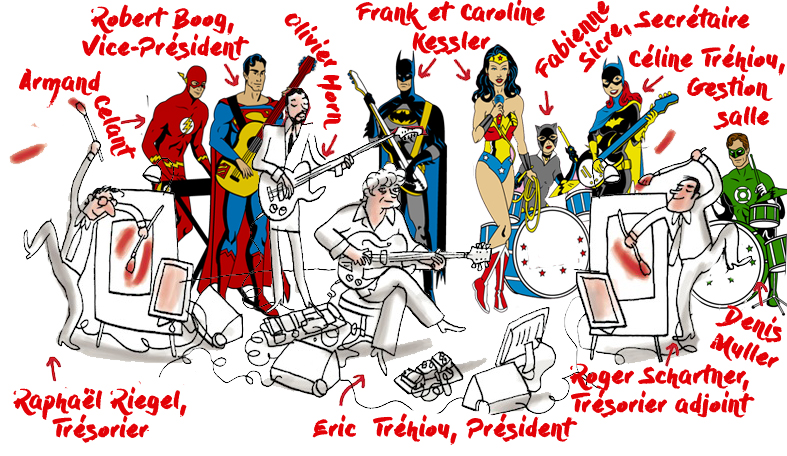 Robert Boog,
Vice-Président
Olivier Horn
Frank et Caroline
Kessler
Fabienne
Sicre, Secrétaire
Céline Tréhiou,
Gestion
salle
Armand
Celant
Raphaël Riegel,
Trésorier
Eric Tréhiou, Président
Roger Schartner,
Trésorier adjoint
Denis
Muller